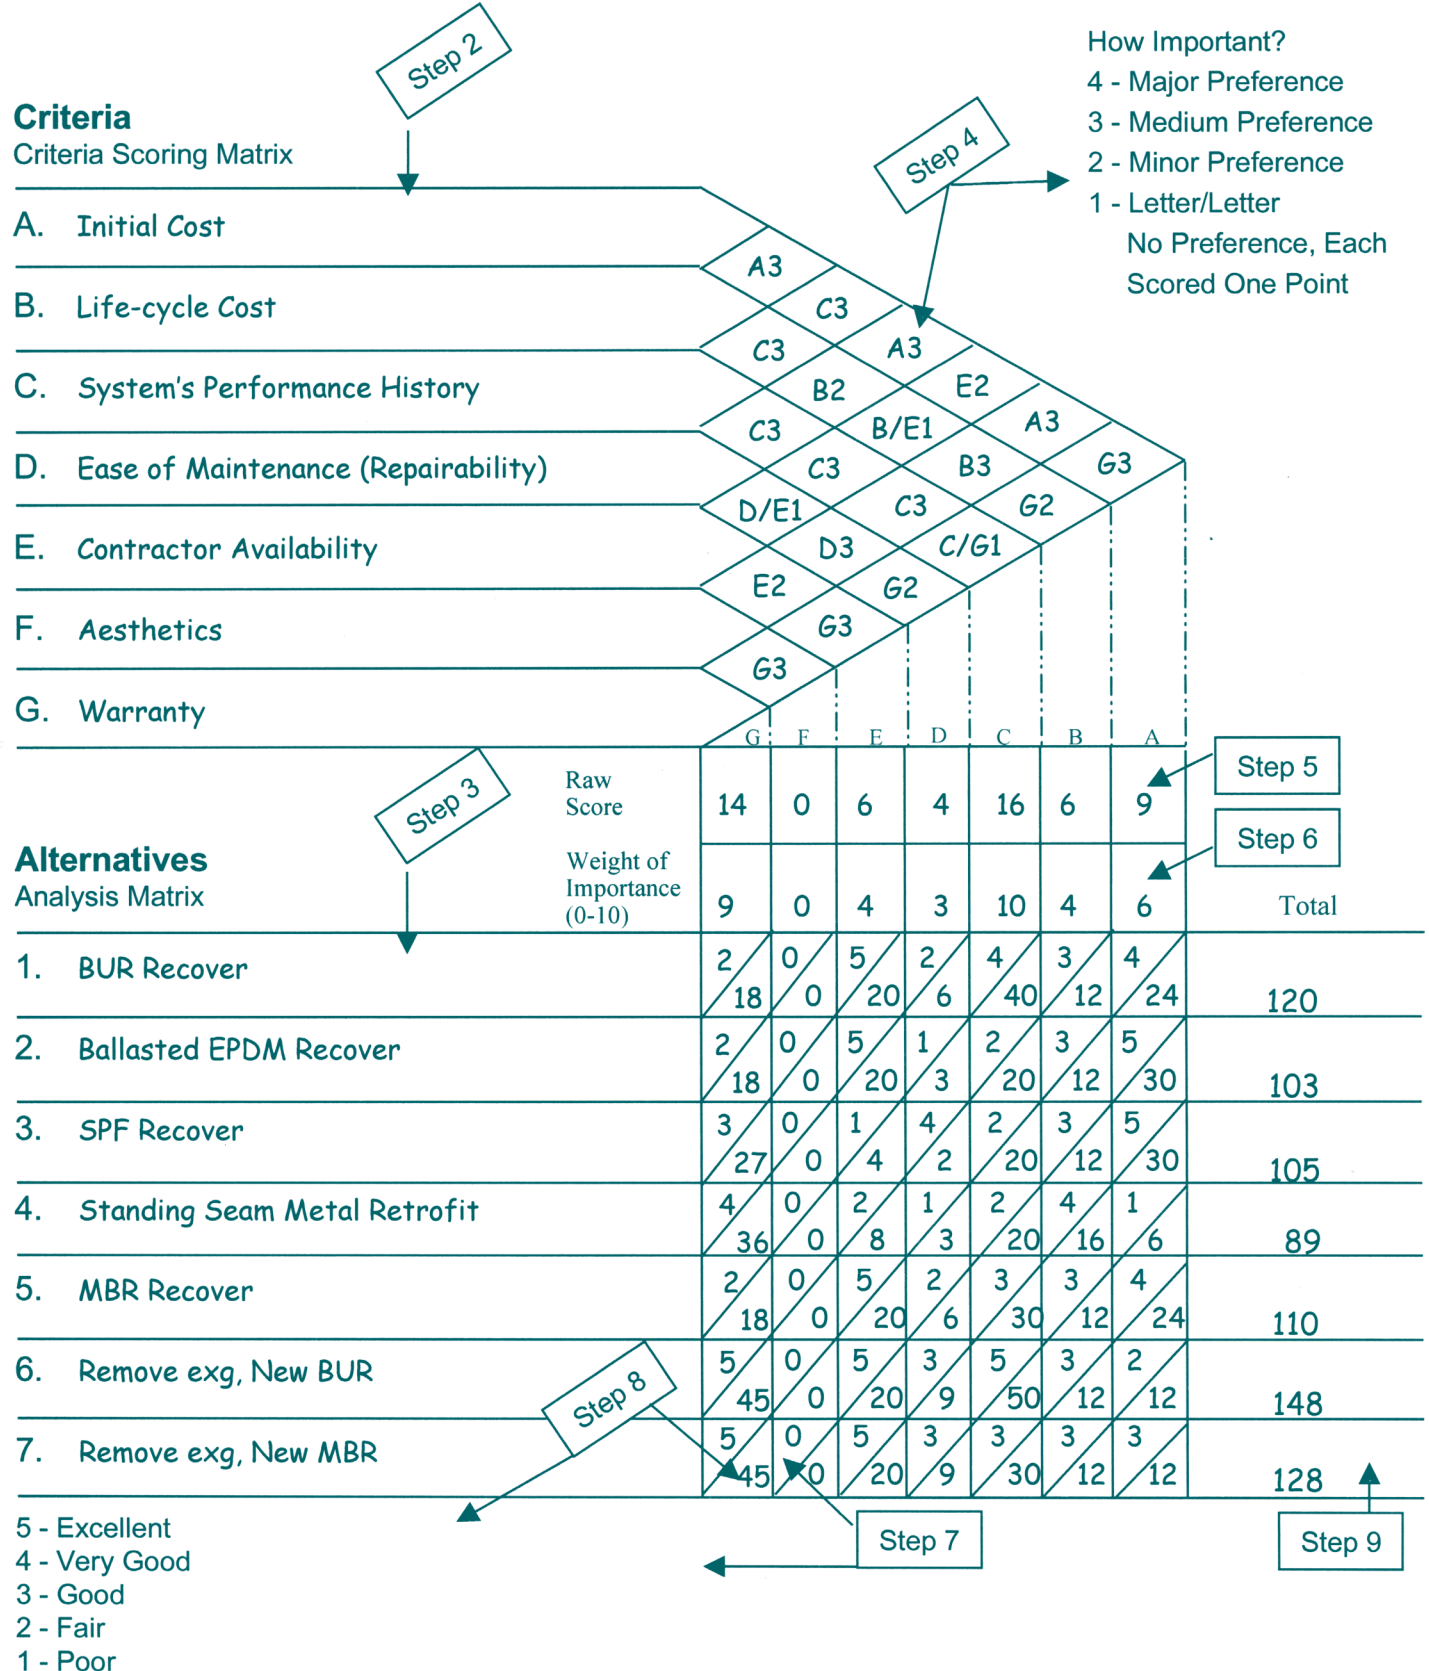 Step 2
How Important?
4 - Major Preference
3 - Medium Preference
2 - Minor Preference
1 - Letter/Letter
No Preference, Each
Scored One Point
Step 4
Criteria
Criteria Scoring Matrix
A. Initial Cost
B. Life-cycle Cost
C. System's Performance History
D. Ease of Maintenance (Repairability)
E. Contractor Availability
F. Aesthetics
G. Warranty
A3
C3
C3 A3
B2 E2
C3 B/E1 A3
C3 B3 G3
D/E1 C3 G2
D3 C/G1
E2 G2
G3
G3
G F E D C B A
Step 3
Raw
Score
14 0 6 4 16 6 9
Step 5
Step 6
Alternatives
Analysis Matrix
Weight of
Importance
(0-10)
9 0 4 3 10 4 6 Total
1. BUR Recover
2 0 5 2 4 3 4
18 0 20 6 40 12 24 120
2. Ballasted EPDM Recover
2 0 5 1 2 3 5
18 0 20 3 20 12 30 103
3. SPF Recover
3 0 1 4 2 3 5
27 0 4 2 20 12 30 105
4. Standing Seam Metal Retrofit
4 0 2 1 2 4 1
36 0 8 3 20 16 6 89
5. MBR Recover
2 0 5 2 3 3 4
18 0 20 6 30 12 24 110
6. Remove exg, New BUR
5 0 5 3 5 3 2
45 0 20 9 50 12 12 148
7. Remove exg, New MBR
5 0 5 3 3 3 3
45 0 20 9 30 12 12 128
Step 8
Step 7
Step 9
5 - Excellent
4 - Very Good
3 - Good
2 - Fair
1 - Poor